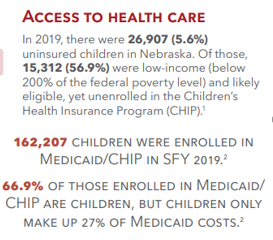 ACCESS TO HEALTH CARE
In 2019, there were 26,907 (5.6%)
uninsured children in Nebraska. Of those,
15,312 (56.9%) were low-income (below
200% of the federal poverty level) and likely
eligible, yet unenrolled in the Children's
Health Insurance Program (CHIP).¹
162,207 CHILDREN WERE ENROLLED IN
MEDICAID/CHIP IN SFY 2019.²
66.9% OF THOSE ENROLLED IN MEDICAID/
CHIP ARE CHILDREN, BUT CHILDREN ONLY
MAKE UP 27% OF MEDICAID COSTS.²